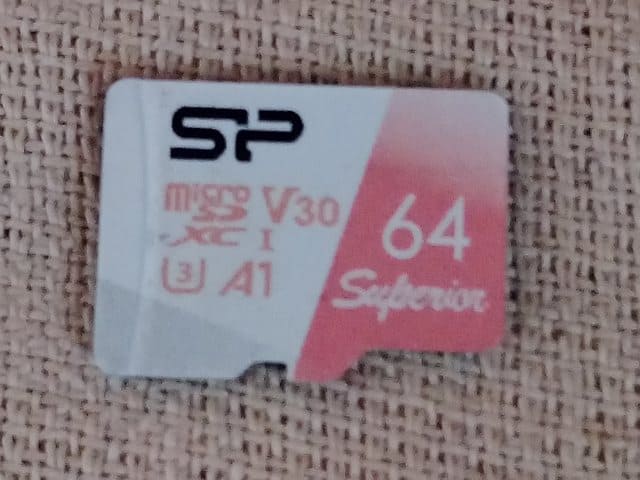 SP
micro SD XC I V30
U3 A1
64
Superior